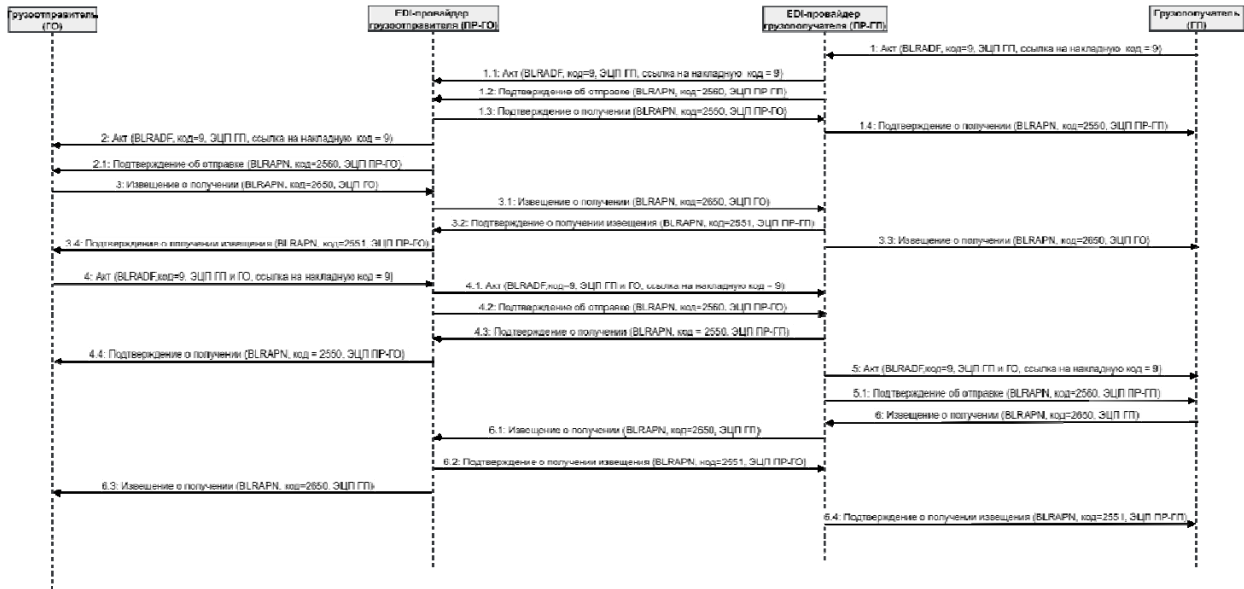 Грузоотправитель
(ГО)
EDI-провайдер
грузоотправителя (ПР-ГО)
EDI-провайдер
грузополучателя (ПР-ГП)
Грузополучатель
(ГП)
1: Акт (BLRADF, код=9, ЭЦП ГП, ссылка на накладную код = 9)
1.1: Акт (BLRADF, код=9, ЭЦП ГП, ссылка на накладную код = 9)
1.2: Подтверждение об отправке (BLRAPN, код=2560, ЭЦП ПР-ГП)
1.3: Подтверждение о получении (BLRAPN, код=2550, ЭЦП ПР-ГО)
1.4: Подтверждение о получении (BLRAPN, код=2550, ЭЦП ПР-ГП)
2: Акт (BLRADF, код=9, ЭЦП ГП, ссылка на накладную код = 9)
2.1: Подтверждение об отправке (BLRAPN, код=2560, ЭЦП ПР-ГО)
3: Извещение о получении (BLRAPN, код=2650, ЭЦП ГО)
3.1: Извещение о получении (BLRAPN, код=2650, ЭЦП ГО)
3.2: Подтверждение о получении извещения (BLRAPN, код=2551, ЭЦП ПР-ГП)
3.4: Подтверждение о получении извещения (BLRAPN, код=2551, ЭЦП ПР-ГО)
3.3: Извещение о получении (BLRAPN, код=2650, ЭЦП ГО)
4: Акт (BLRADF,код=9, ЭЦП ГП и ГО, ссылка на накладную код = 9)
4.1: Акт (BLRADF,код=9, ЭЦП ГП и ГО, ссылка на накладную код = 9)
4.2: Подтверждение об отправке (BLRAPN, код=2560, ЭЦП ПР-ГО)
4.3: Подтверждение о получении (BLRAPN, код = 2550, ЭЦП ПР-ГП)
4.4: Подтверждение о получении (BLRAPN, код = 2550, ЭЦП ПР-ГО)
5: Акт (BLRADF,код=9, ЭЦП ГП и ГО, ссылка на накладную код = 9)
5.1: Подтверждение об отправке (BLRAPN, код=2560, ЭЦП ПР-ГП)
6: Извещение о получении (BLRAPN, код=2650, ЭЦП ГП)
6.1: Извещение о получении (BLRAPN, код=2650, ЭЦП ГП)
6.2: Подтверждение о получении извещения (BLRAPN, код=2551, ЭЦП ПР-ГО)
6.3: Извещение о получении (BLRAPN, код=2650, ЭЦП ГП)
6.4: Подтверждение о получении извещения (BLRAPN, код=2551, ЭЦП ПР-ГП)